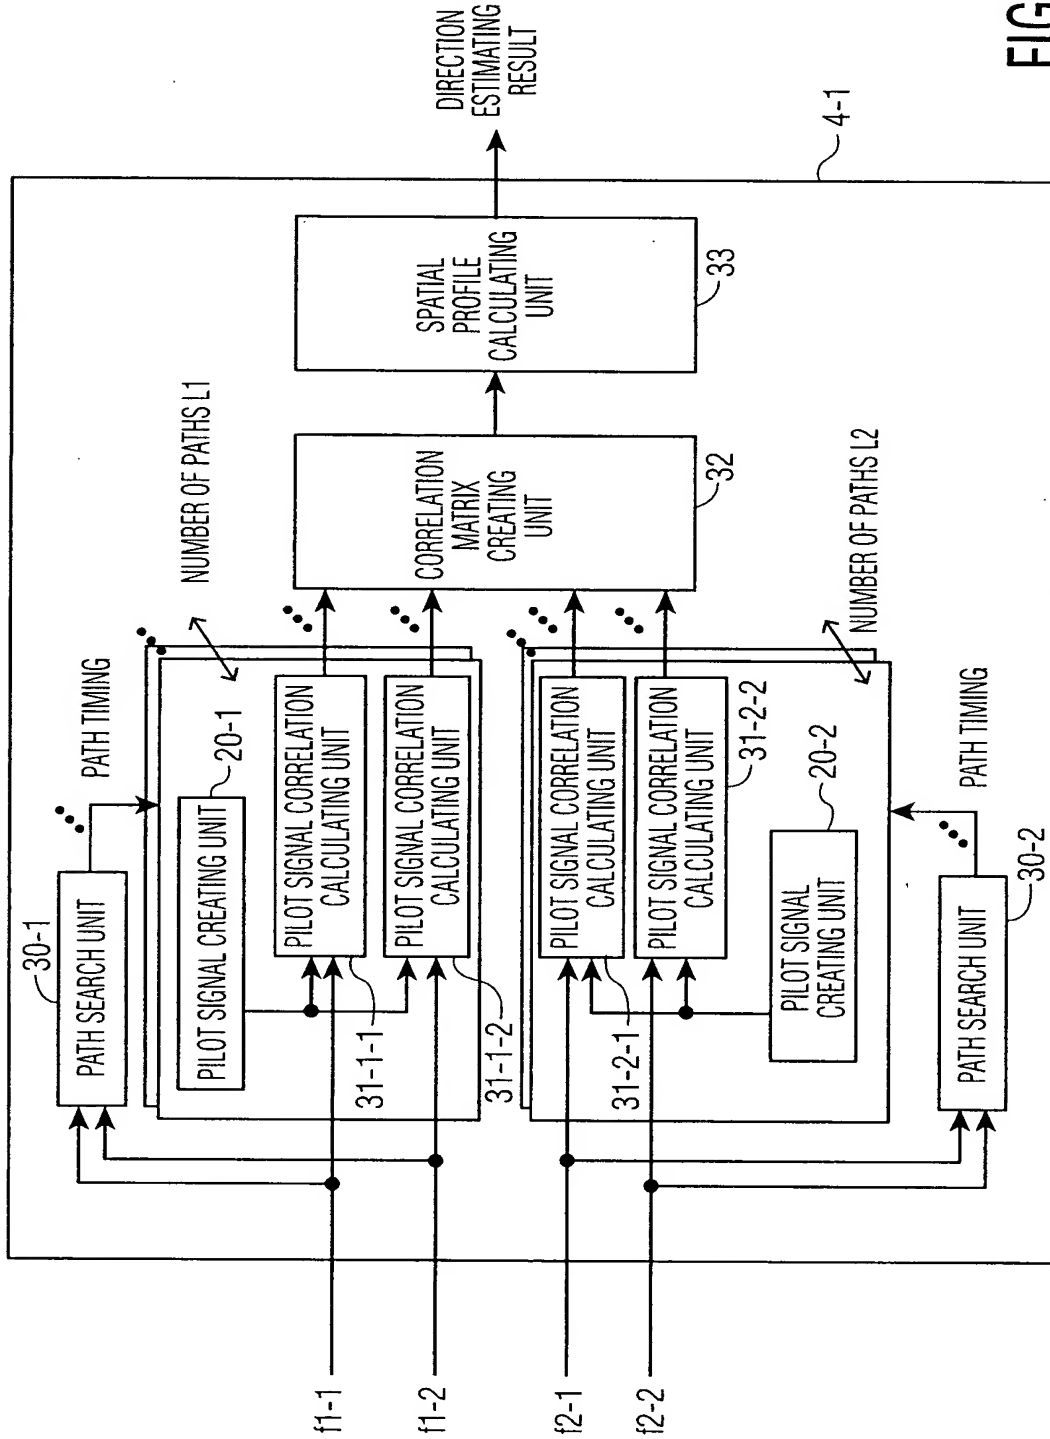 FIG
4-1
DIRECTION
ESTIMATING
RESULT
SPATIAL
PROFILE
CALCULATING
UNIT
33
CORRELATION
MATRIX
CREATING
UNIT
32
NUMBER OF PATHS L1
NUMBER OF PATHS L2
PATH TIMING
30-1
PATH SEARCH UNIT
20-1
PILOT SIGNAL CREATING UNIT
PILOT SIGNAL CORRELATION
CALCULATING UNIT
31-1-1
PILOT SIGNAL CORRELATION
CALCULATING UNIT
31-1-2
PILOT SIGNAL CORRELATION
CALCULATING UNIT
31-2-1
PILOT SIGNAL CORRELATION
CALCULATING UNIT
31-2-2
20-2
PILOT SIGNAL
CREATING UNIT
PATH TIMING
30-2
PATH SEARCH UNIT
f1-1
f1-2
f2-1
f2-2